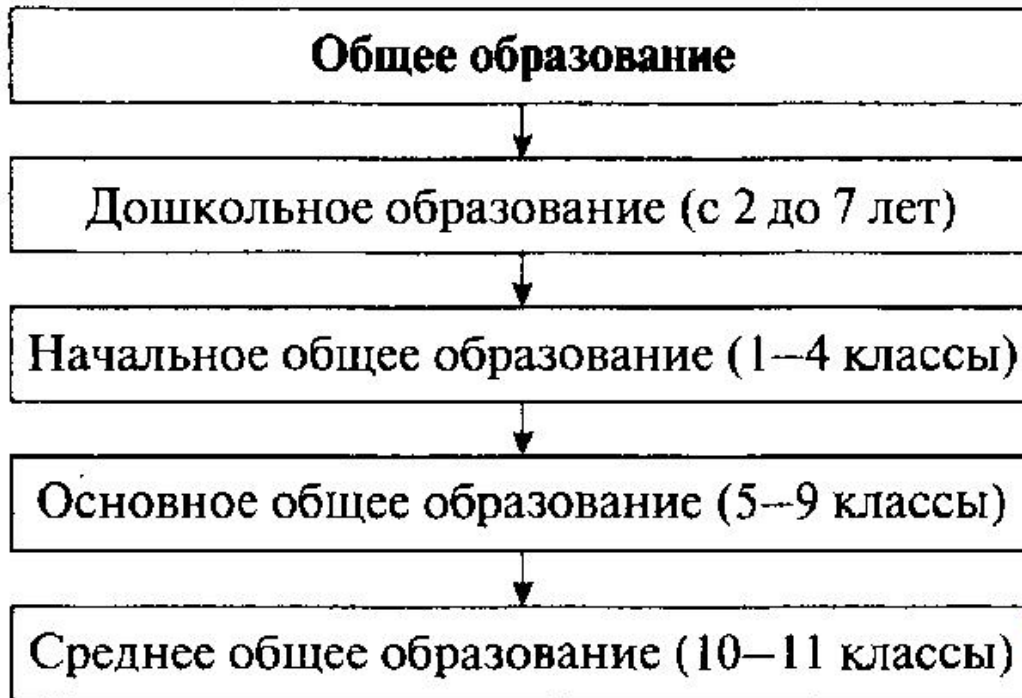 Общее образование
Дошкольное образование (с 2 до 7 лет)
Начальное общее образование (1—4 классы)
Основное общее образование (5—9 классы)
Среднее общее образование (10—11 классы)